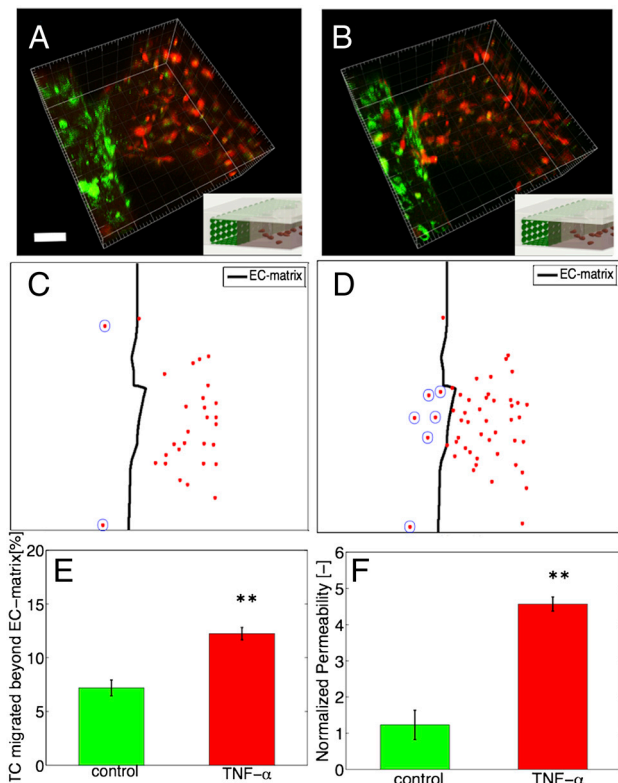 A
B
C
EC-matrix
D
EC-matrix
E
TC migrated beyond EC-matrix[%]
20
15
10
5
0
**
control
TNF-α
F
Normalized Permeability [-]
6
5
4
3
2
1
0
**
control
TNF-α